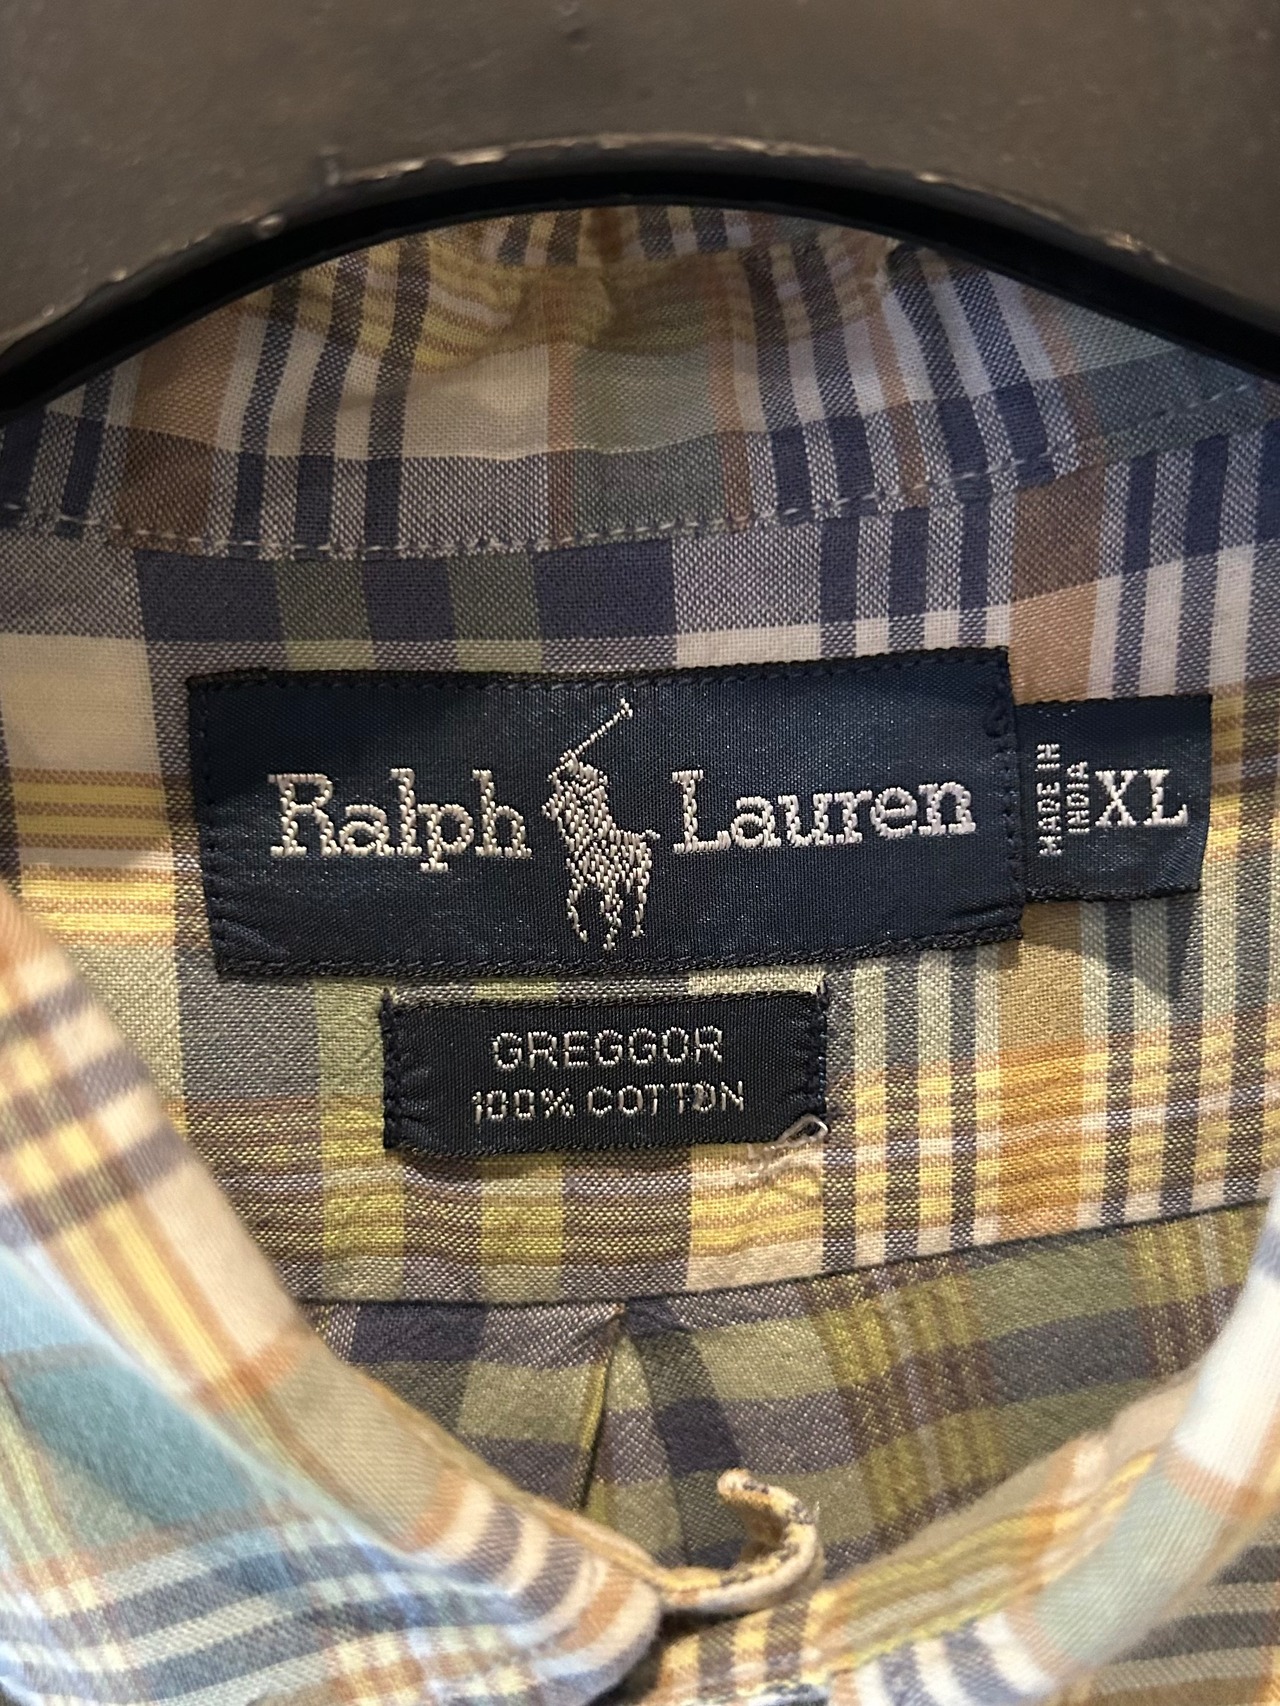 Ralph Lauren
MADE IN
INDIA
XL
GREGGOR
100% COTTON